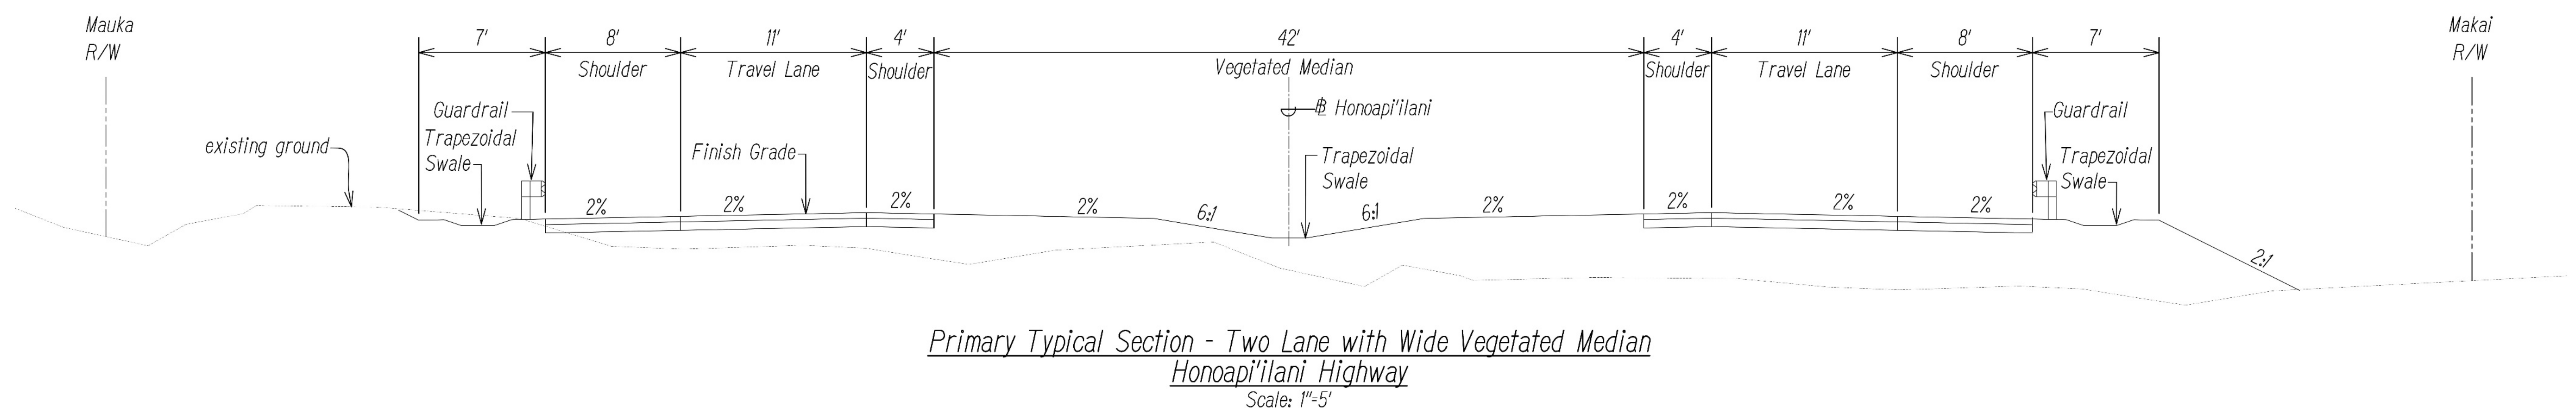 Mauka
R/W
7'
8'
11'
4'
42'
4'
11'
8'
7'
Makai
R/W
Shoulder
Travel Lane
Shoulder
Vegetated Median
Shoulder
Travel Lane
Shoulder
Guardrail
Trapezoidal
Swale
existing ground
Finish Grade
BL Honoapi'ilani
Trapezoidal
Swale
Guardrail
Trapezoidal
Swale
2%
2%
2%
2%
6:1
6:1
2%
2%
2%
2%
2:1
Primary Typical Section - Two Lane with Wide Vegetated Median
Honoapi'ilani Highway
Scale: 1"=5'